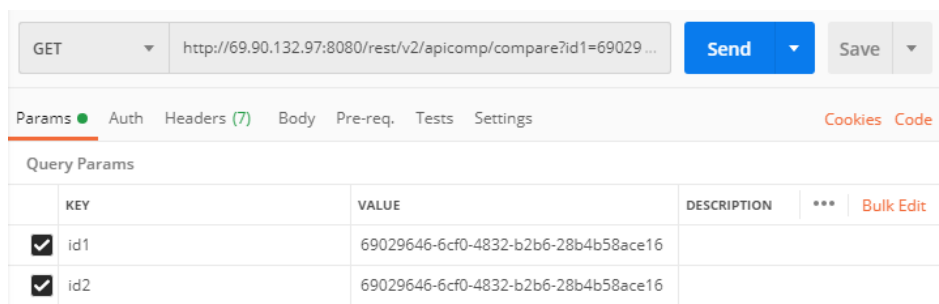 GET http://69.90.132.97:8080/rest/v2/apicomp/compare?id1=69029 ... Send Save
Params Auth Headers (7) Body Pre-req. Tests Settings Cookies Code
Query Params
KEY VALUE DESCRIPTION ••• Bulk Edit
id1 69029646-6cf0-4832-b2b6-28b4b58ace16
id2 69029646-6cf0-4832-b2b6-28b4b58ace16